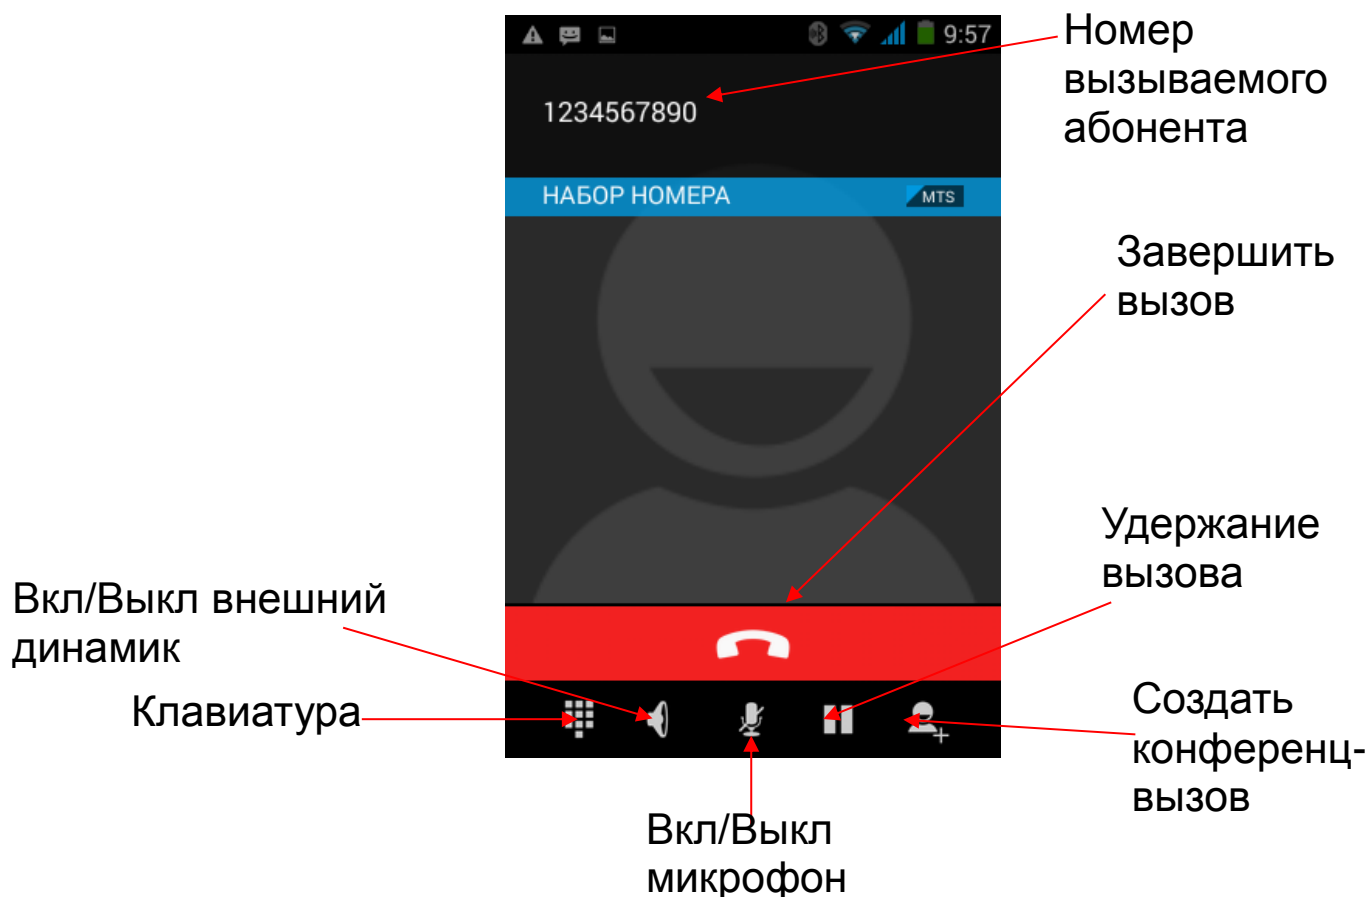 9:57
Номер
вызываемого
абонента
1234567890
НАБОР НОМЕРА
MTS
Завершить
вызов
Удержание
вызова
Вкл/Выкл внешний
динамик
Клавиатура
Создать
конференц-
вызов
Вкл/Выкл
микрофон